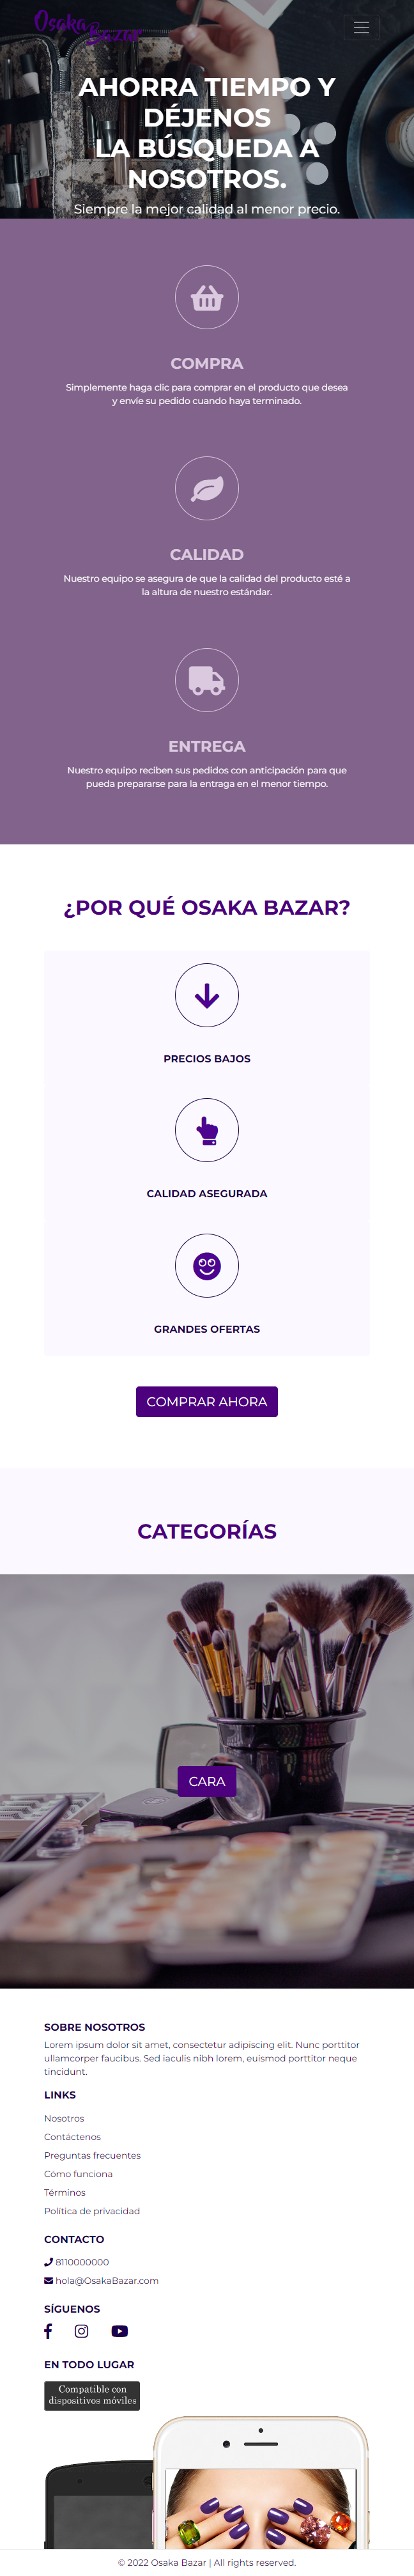 Osaka
Bazar
AHORRA TIEMPO Y
DÉJENOS
LA BÚSQUEDA A
NOSOTROS.
Siempre la mejor calidad al menor precio.
COMPRA
Simplemente haga clic para comprar en el producto que desea
y envíe su pedido cuando haya terminado.
CALIDAD
Nuestro equipo se asegura de que la calidad del producto esté a
la altura de nuestro estándar.
ENTREGA
Nuestro equipo reciben sus pedidos con anticipación para que
pueda prepararse para la entraga en el menor tiempo.
¿POR QUÉ OSAKA BAZAR?
PRECIOS BAJOS
CALIDAD ASEGURADA
GRANDES OFERTAS
COMPRAR AHORA
CATEGORÍAS
CARA
SOBRE NOSOTROS
Lorem ipsum dolor sit amet, consectetur adipiscing elit. Nunc porttitor
ullamcorper faucibus. Sed iaculis nibh lorem, euismod porttitor neque
tincidunt.
LINKS
Nosotros
Contáctenos
Preguntas frecuentes
Cómo funciona
Términos
Política de privacidad
CONTACTO
8110000000
hola@OsakaBazar.com
SÍGUENOS
EN TODO LUGAR
Compatible con
dispositivos móviles
© 2022 Osaka Bazar | All rights reserved.